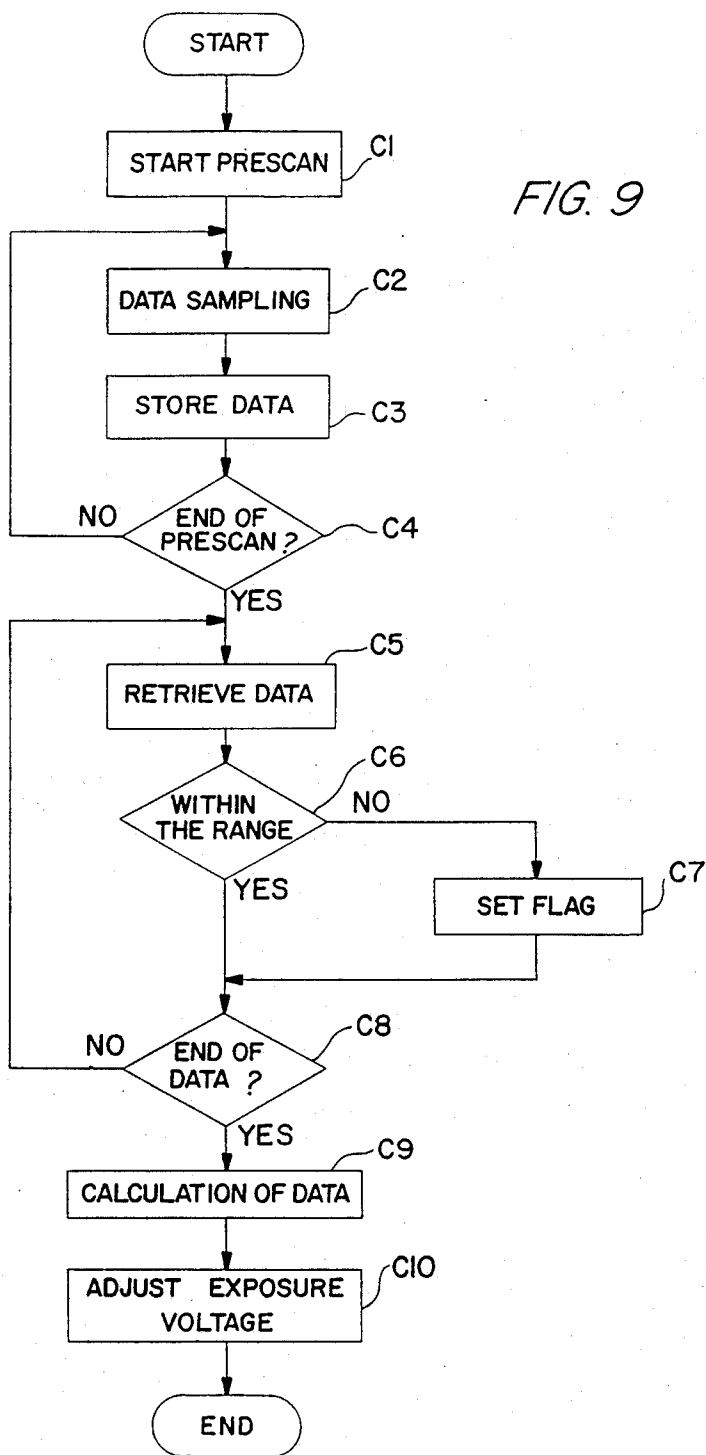 START
START PRESCAN
C1
FIG. 9
DATA SAMPLING
C2
STORE DATA
C3
END OF
PRESCAN?
C4
NO
YES
C5
RETRIEVE DATA
C6
WITHIN
THE RANGE
NO
YES
C7
SET FLAG
C8
NO
END OF
DATA ?
YES
C9
CALCULATION OF DATA
C10
ADJUST EXPOSURE
VOLTAGE
END